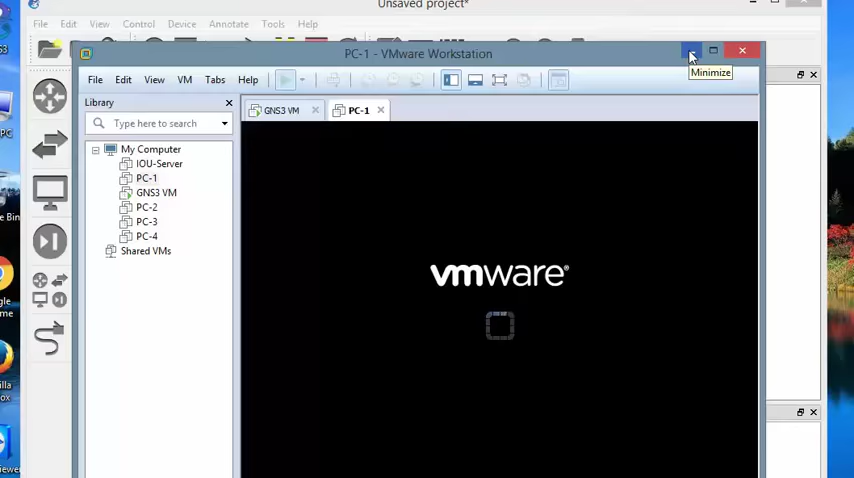 Unsaved project*
File Edit View Control Device Annotate Tools Help
PC-1 - VMware Workstation
Minimize
File Edit View VM Tabs Help
Library
GNS3 VM
PC-1
Type here to search
My Computer
IOU-Server
PC-1
GNS3 VM
PC-2
PC-3
PC-4
Shared VMs
vmware®
PC